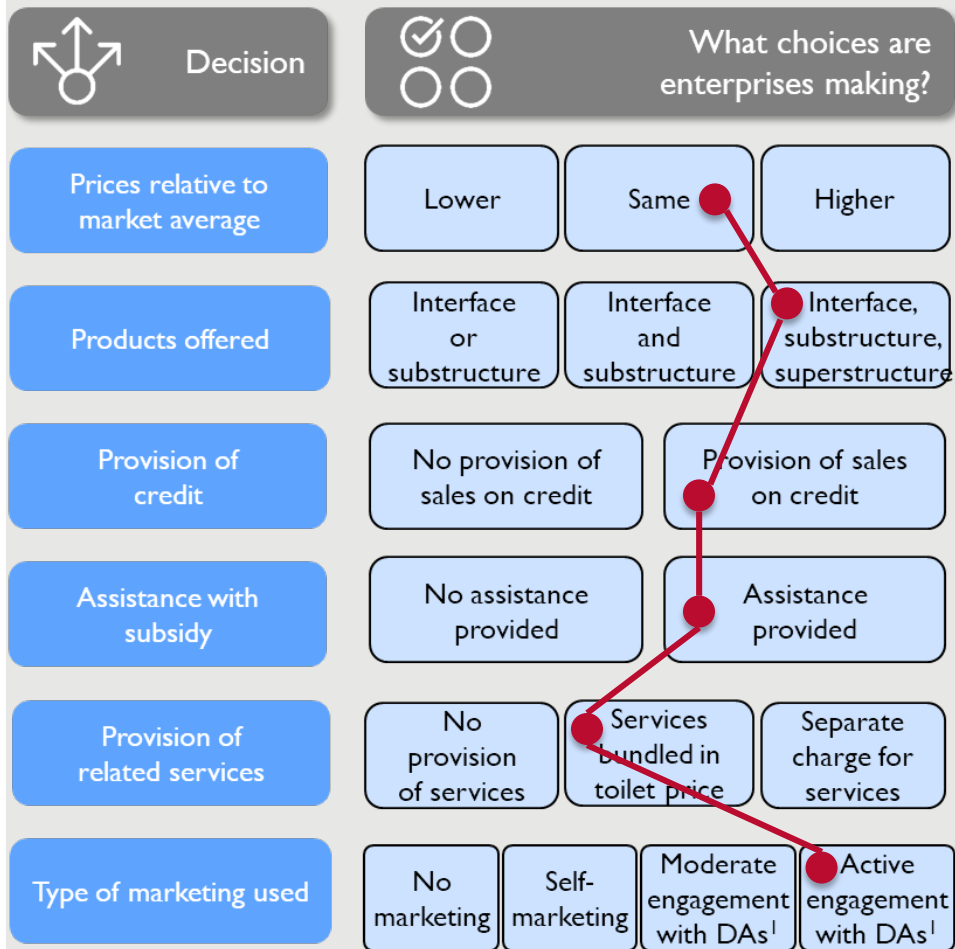 Decision
What choices are
enterprises making?
Prices relative to
market average
Lower
Same
Higher
Products offered
Interface
or
substructure
Interface
and
substructure
Interface,
substructure,
superstructure
Provision of
credit
No provision of
sales on credit
Provision of sales
on credit
Assistance with
subsidy
No assistance
provided
Assistance
provided
Provision of
related services
No
provision
of services
Services
bundled in
toilet price
Separate
charge for
services
Type of marketing used
No
marketing
Self-
marketing
Moderate
engagement
with DAs¹
Active
engagement
with DAs¹